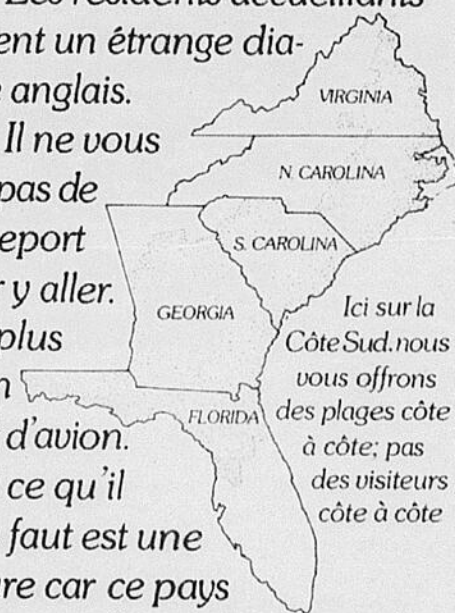 ent un étrange dia-
anglais.
Il ne vous
pas de
eport
y aller.
plus
d'avion.
ce qu'il
faut est une
re car ce pays
VIRGINIA
N. CAROLINA
S. CAROLINA
GEORGIA
FLORIDA
Ici sur la
Côte Sud. nous
vous offrons
des plages côte
à côte; pas
des visiteurs
côte à côte